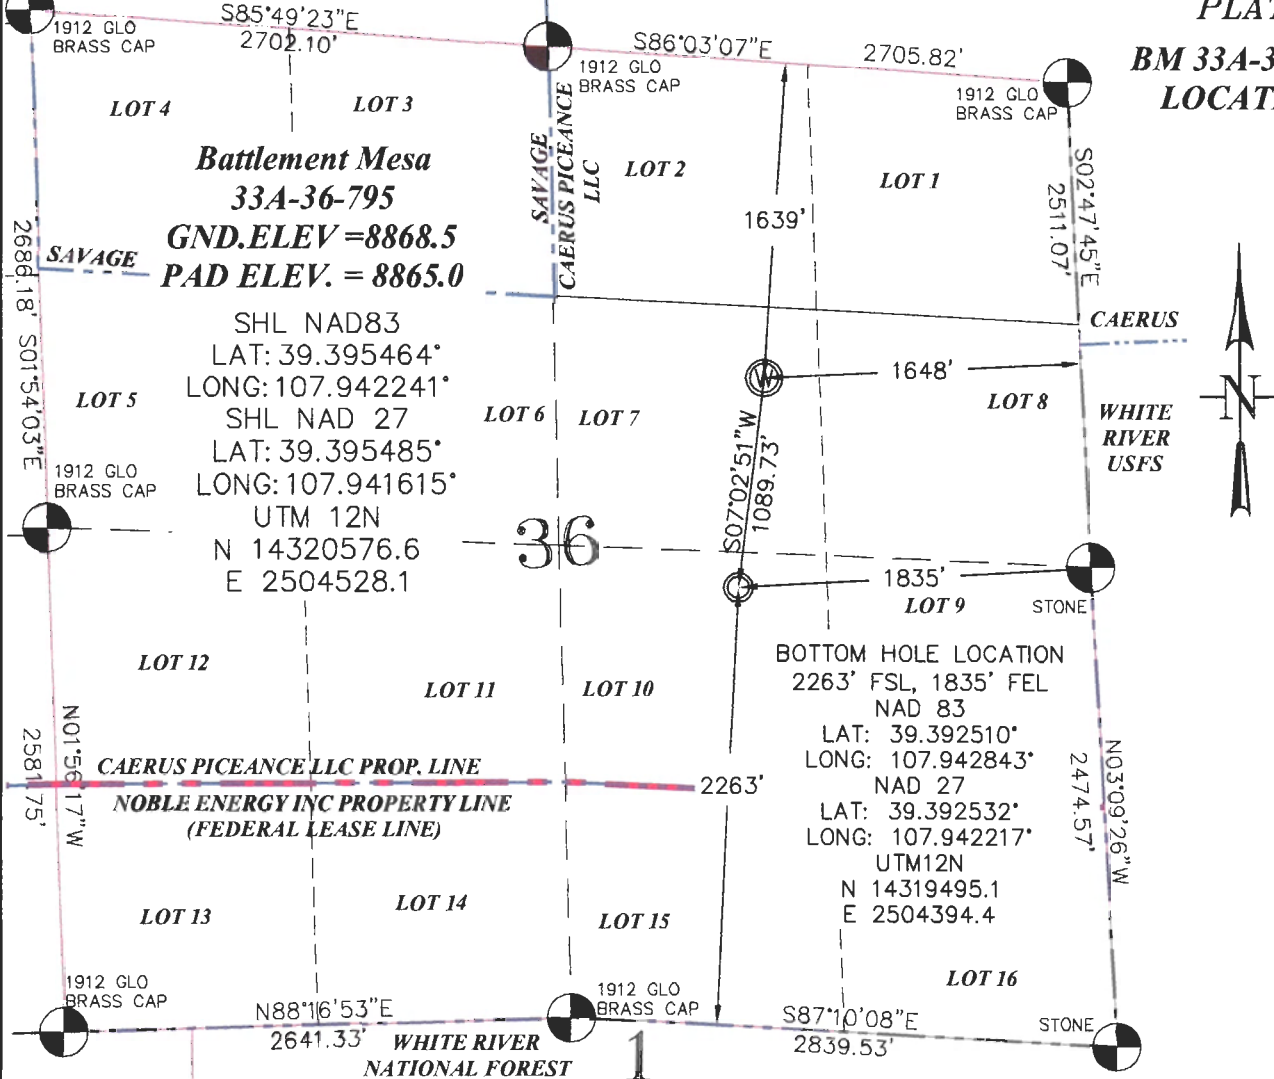 S85°49'23"E
2702.10'
1912 GLO
BRASS CAP
S86°03'07"E
2705.82'
1912 GLO
BRASS CAP
1912 GLO
BRASS CAP
PLAT
BM 33A-3
LOCAT
LOT 4
LOT 3
LOT 2
LOT 1
Battlement Mesa
33A-36-795
GND.ELEV =8868.5
PAD ELEV. = 8865.0
SAVAGE
CAERUS PICEANCE
LLC
1639'
S02°47'45"E
2511.07'
SAVAGE
2686.18' S01°54'03"E
SHL NAD83
LAT: 39.395464°
LONG: 107.942241°
SHL NAD 27
LAT: 39.395485°
LONG: 107.941615°
UTM 12N
N 14320576.6
E 2504528.1
CAERUS
W
1648'
LOT 5
LOT 6
LOT 7
LOT 8
WHITE
RIVER
USFS
N
1912 GLO
BRASS CAP
S07°02'51"W
1089.73'
36
1835'
LOT 9
STONE
BOTTOM HOLE LOCATION
2263' FSL, 1835' FEL
NAD 83
LAT: 39.392510°
LONG: 107.942843°
NAD 27
LAT: 39.392532°
LONG: 107.942217°
UTM12N
N 14319495.1
E 2504394.4
LOT 12
LOT 11
LOT 10
N01°56'17"W
2581.75'
CAERUS PICEANCE LLC PROP. LINE
NOBLE ENERGY INC PROPERTY LINE
(FEDERAL LEASE LINE)
2263'
N03°09'26"W
2474.57'
LOT 13
LOT 14
LOT 15
LOT 16
1912 GLO
BRASS CAP
N88°16'53"E
2641.33'
1912 GLO
BRASS CAP
S87°10'08"E
2839.53'
STONE
WHITE RIVER
NATIONAL FOREST
1